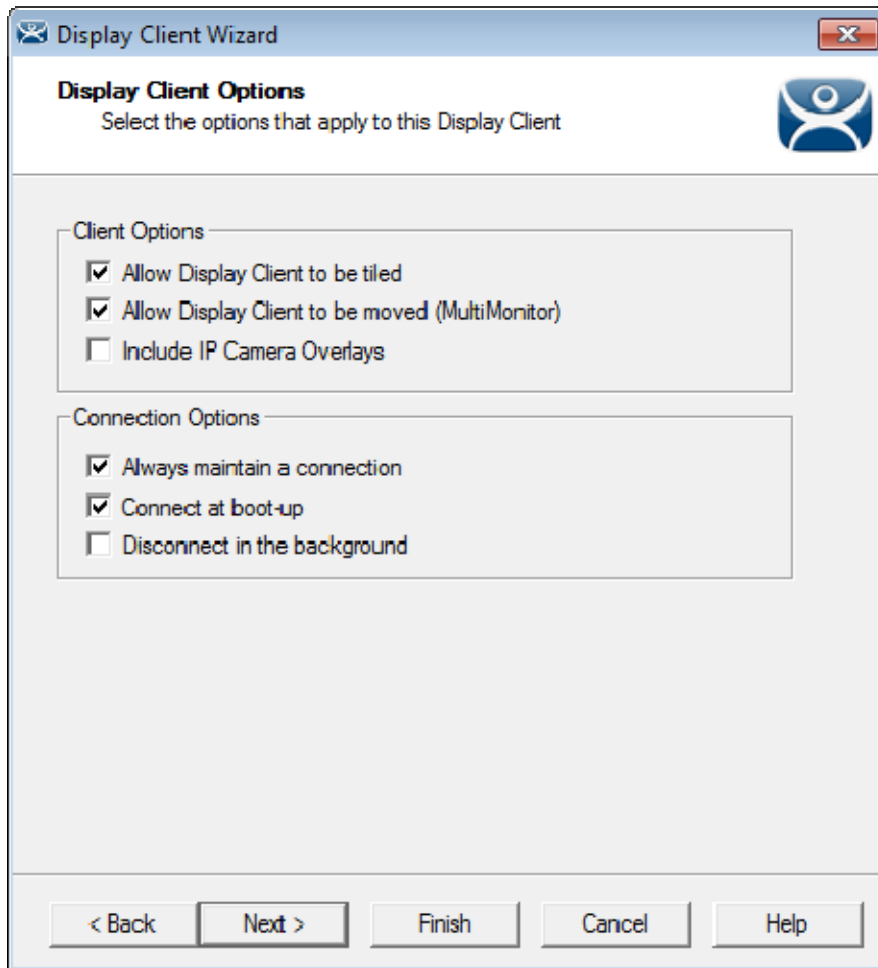 Display Client Wizard
Display Client Options
Select the options that apply to this Display Client
Client Options
Allow Display Client to be tiled
Allow Display Client to be moved (MultiMonitor)
Include IP Camera Overlays
Connection Options
Always maintain a connection
Connect at boot-up
Disconnect in the background
< Back Next > Finish Cancel Help